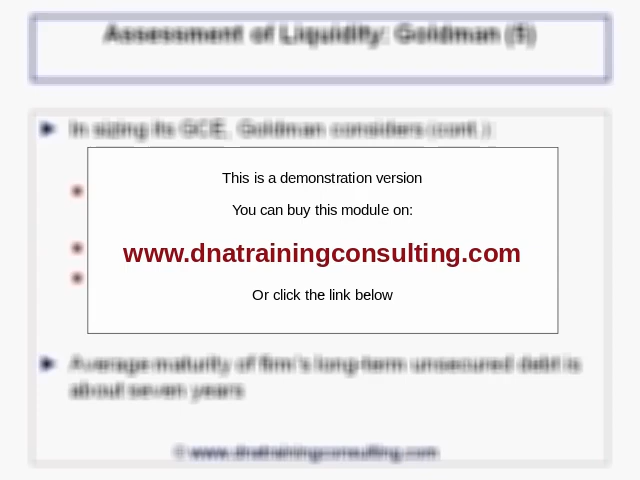 Assessment of Liquidity: Goldman (5)
In sizing its GCE, Goldman considers (cont.):
This is a demonstration version
You can buy this module on:
www.dnatrainingconsulting.com
Or click the link below
Average maturity of firm's long-term unsecured debt is
about seven years
© www.dnatrainingconsulting.com